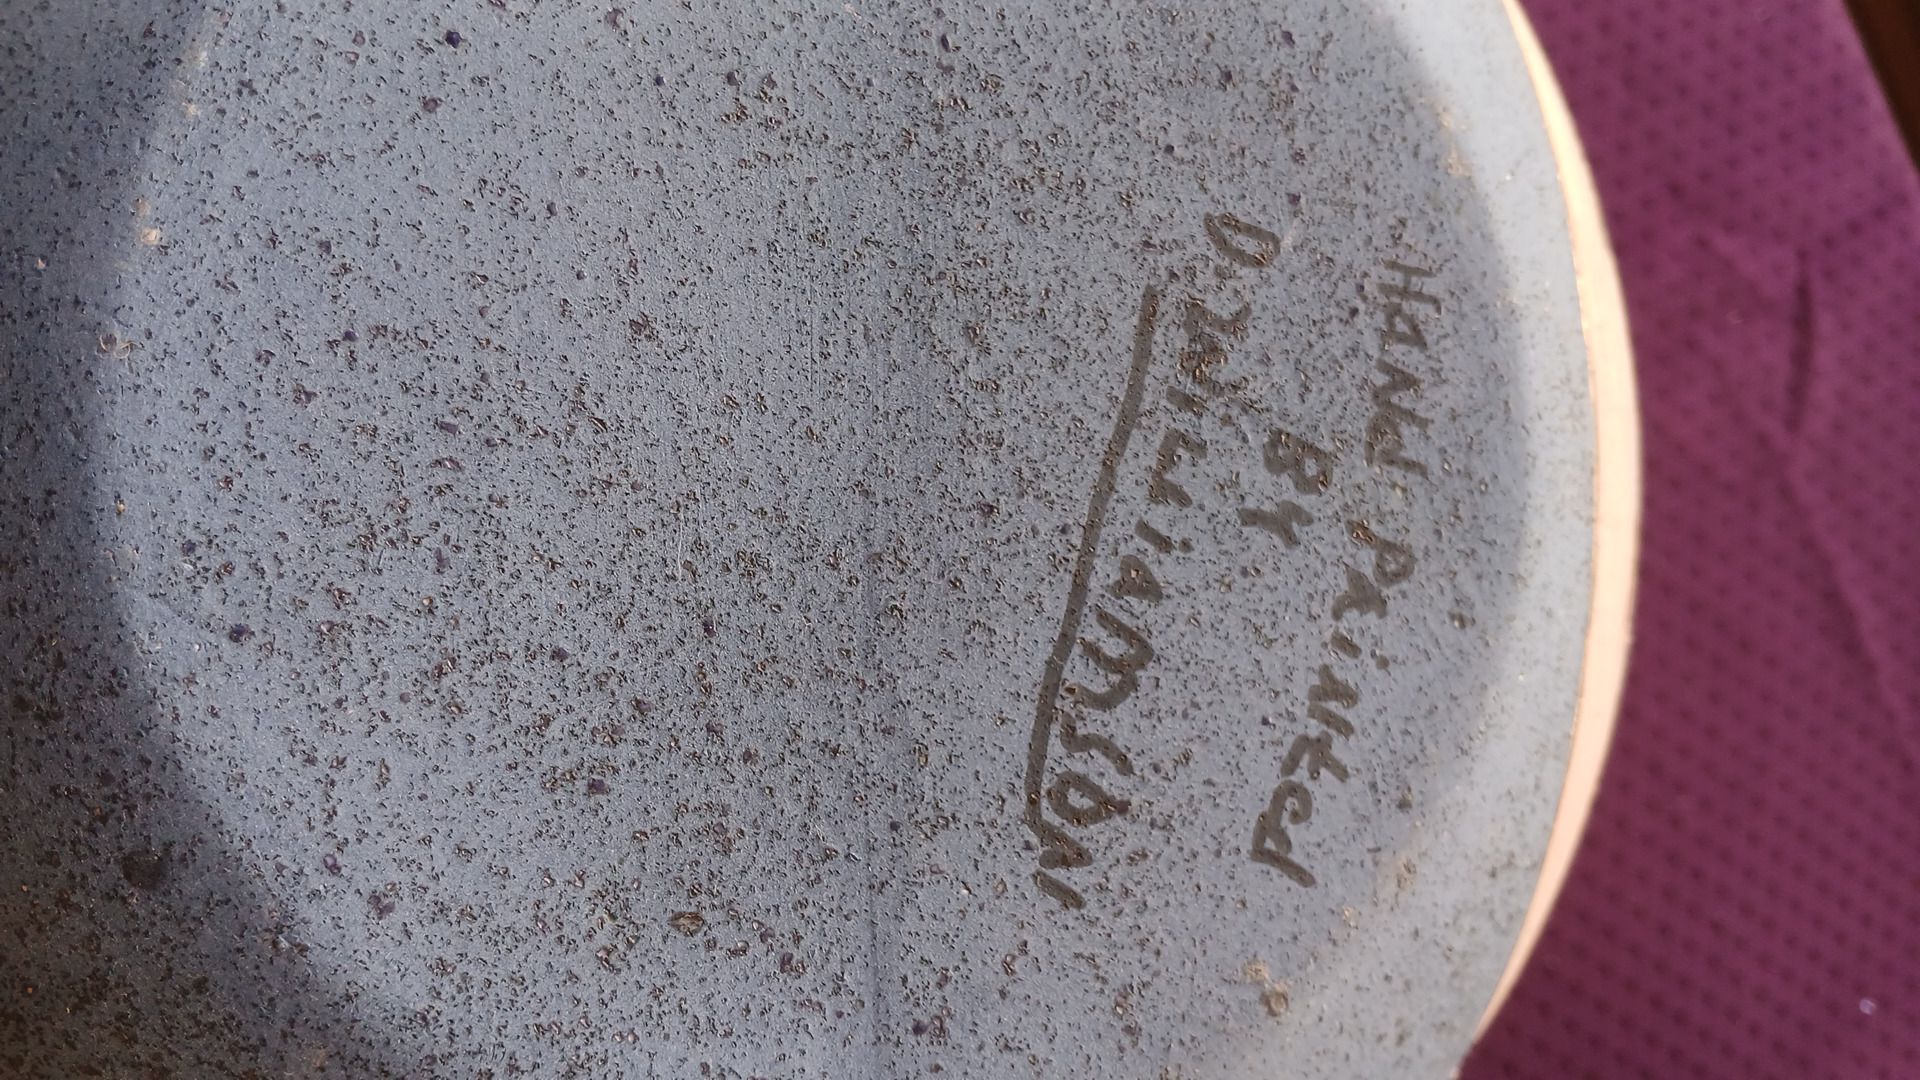 HANd PAiNted
BY
D. WiLLiAMSON